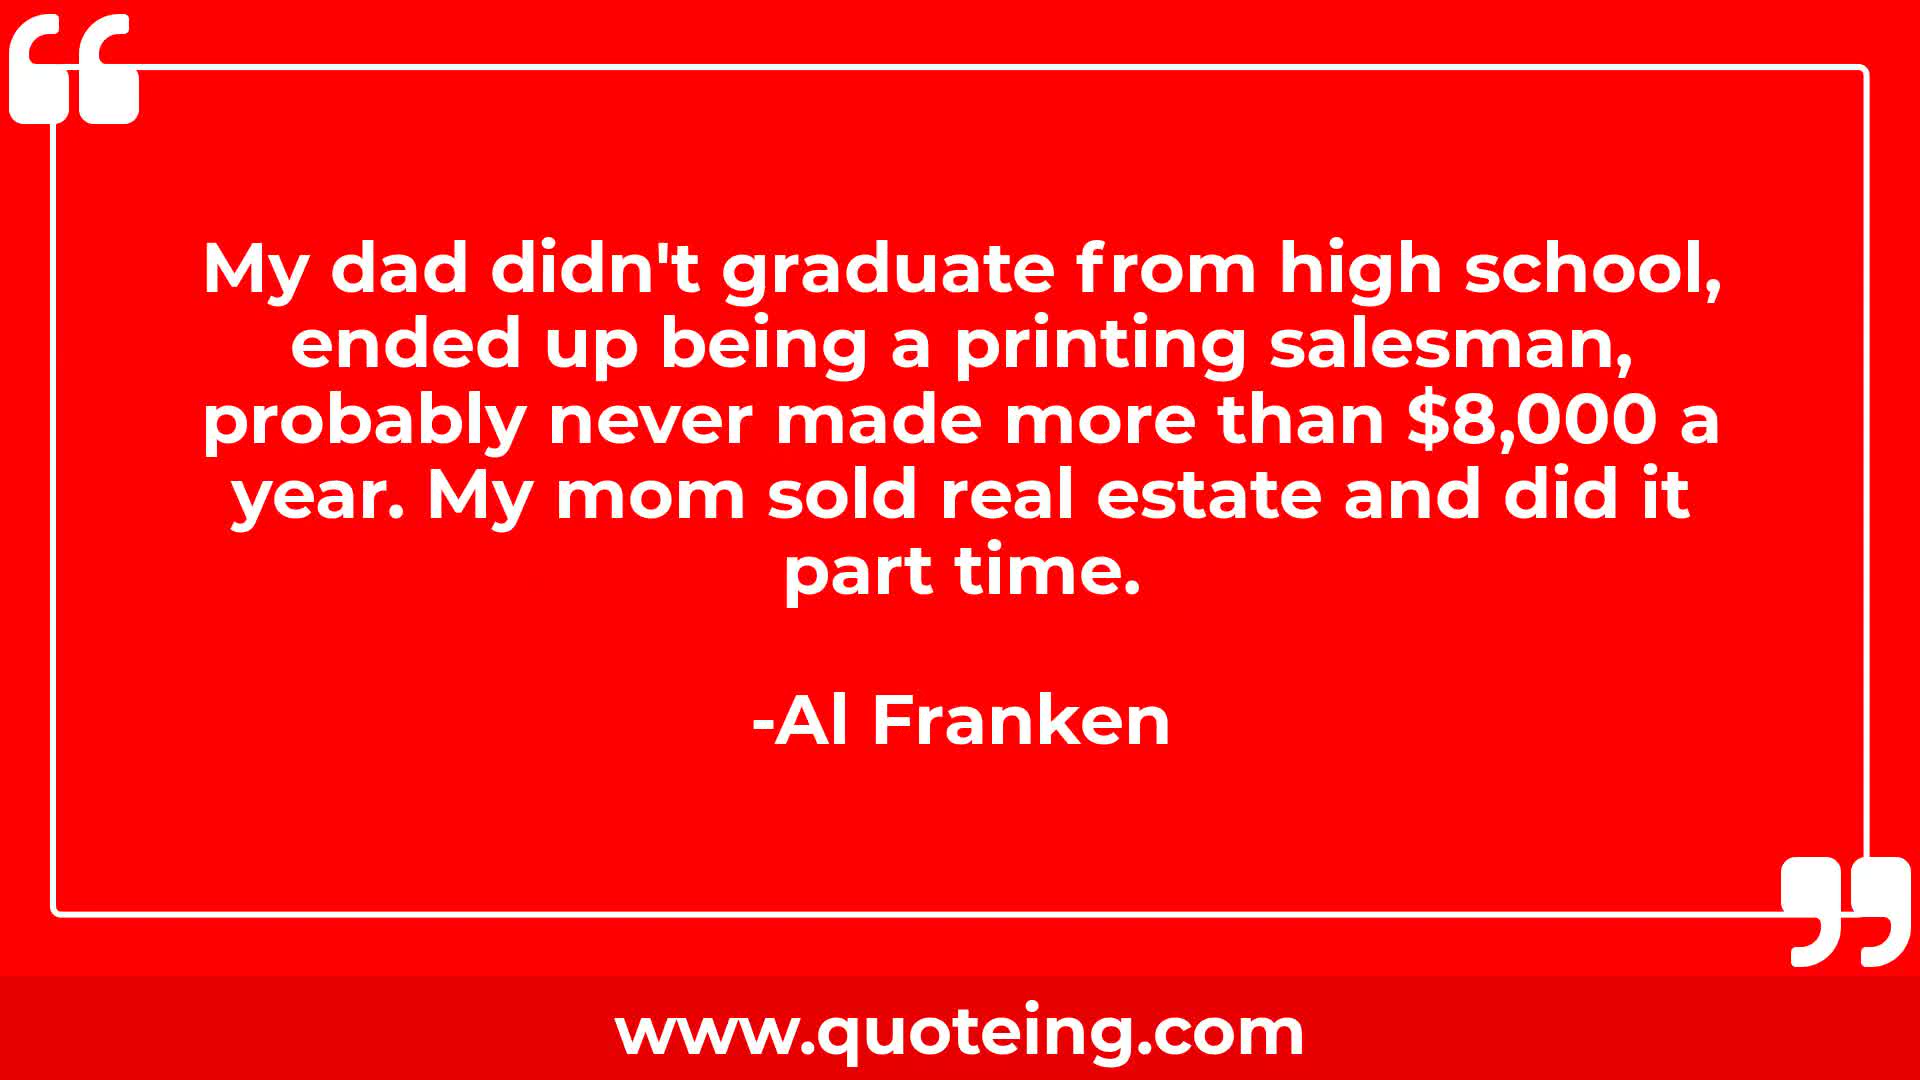 My dad didn't graduate from high school,
ended up being a printing salesman,
probably never made more than $8,000 a
year. My mom sold real estate and did it
part time.
-Al Franken
www.quoteing.com